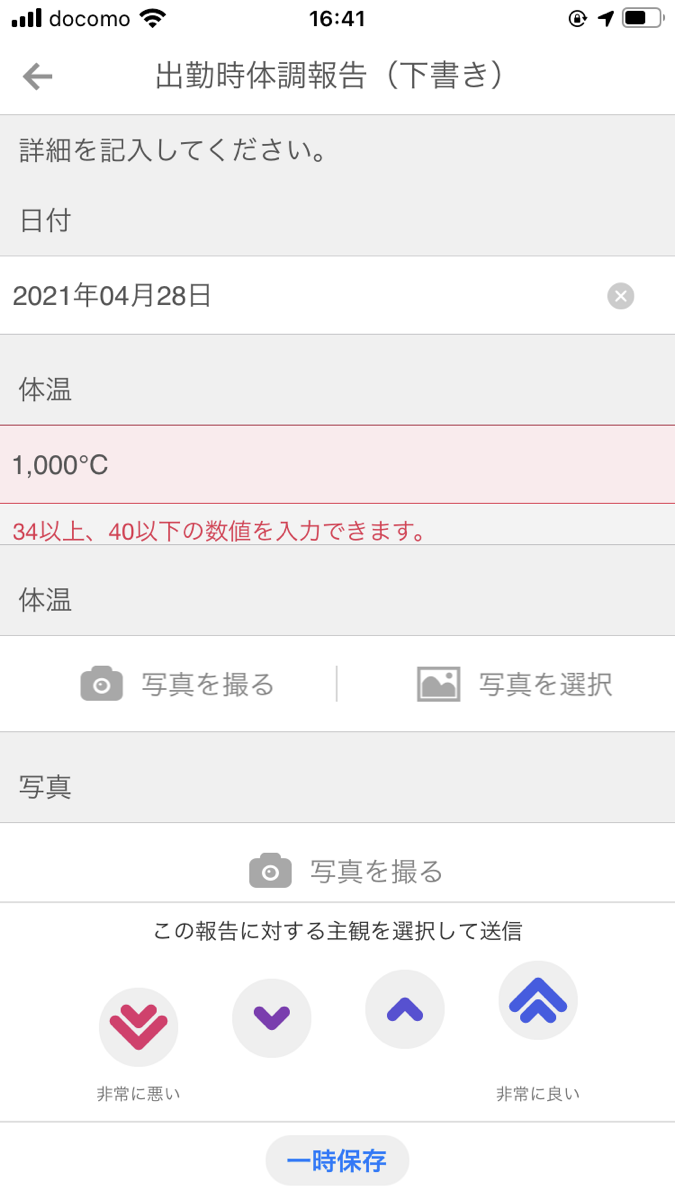 docomo 16:41
出勤時体調報告（下書き）
詳細を記入してください。
日付
2021年04月28日
体温
1,000°C
34以上、40以下の数値を入力できます。
体温
写真を撮る 写真を選択
写真
写真を撮る
この報告に対する主観を選択して送信
非常に悪い 非常に良い
一時保存